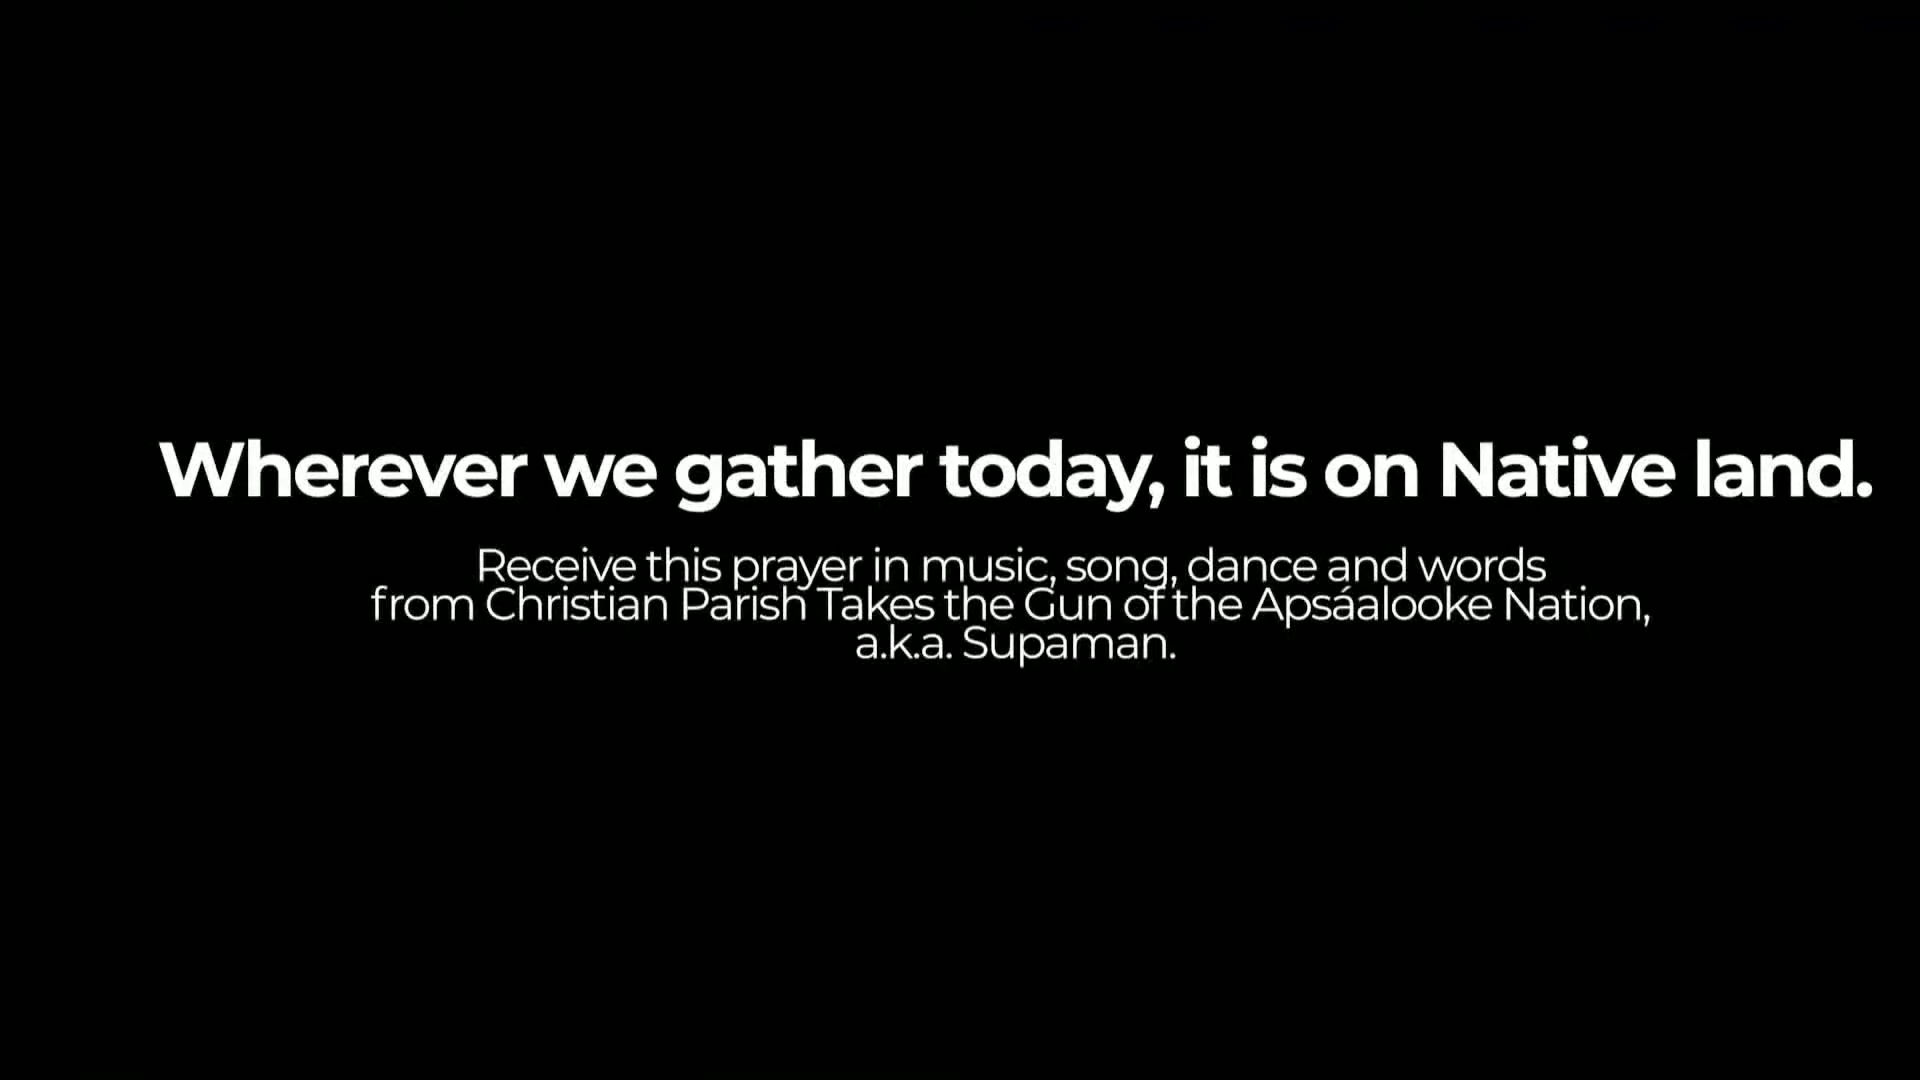 Wherever we gather today, it is on Native land.
Receive this prayer in music, song, dance and words
from Christian Parish Takes the Gun of the Apsáalooke Nation,
a.k.a. Supaman.